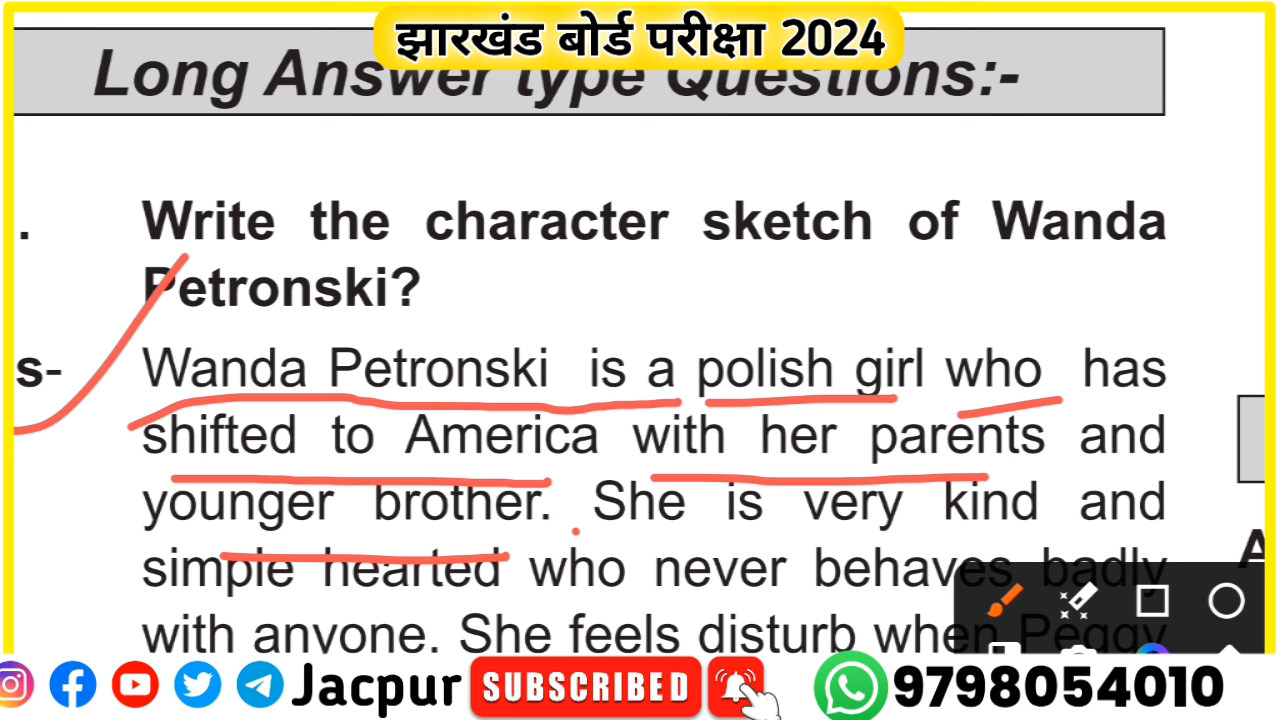 झारखंड बोर्ड परीक्षा 2024
Long Answer type Questions:-
. Write the character sketch of Wanda
Petronski?
s- Wanda Petronski is a polish girl who has
shifted to America with her parents and
younger brother. She is very kind and
simple hearted who never behaves badly
with anyone. She feels disturb when Peggy
A
Jacpur SUBSCRIBED 9798054010